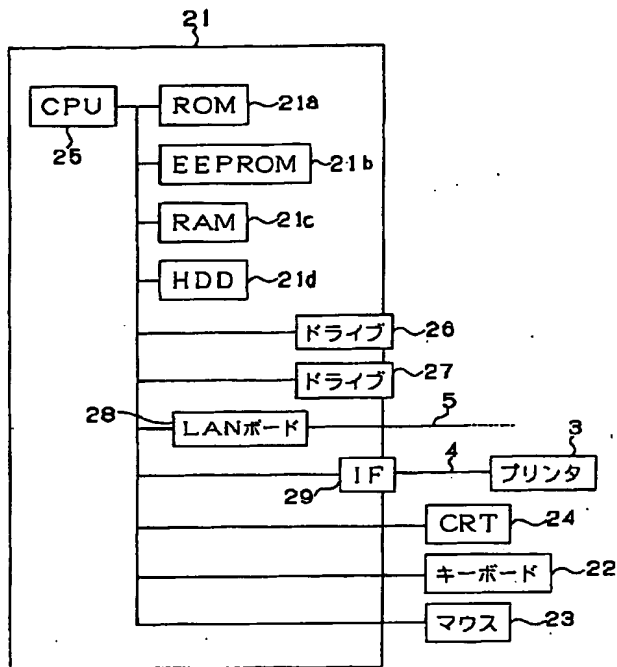 21
CPU
25
ROM
21a
EEPROM
21b
RAM
21c
HDD
21d
ドライブ
26
ドライブ
27
28
LANボード
5
29
IF
4
3
プリンタ
CRT
24
キーボード
22
マウス
23